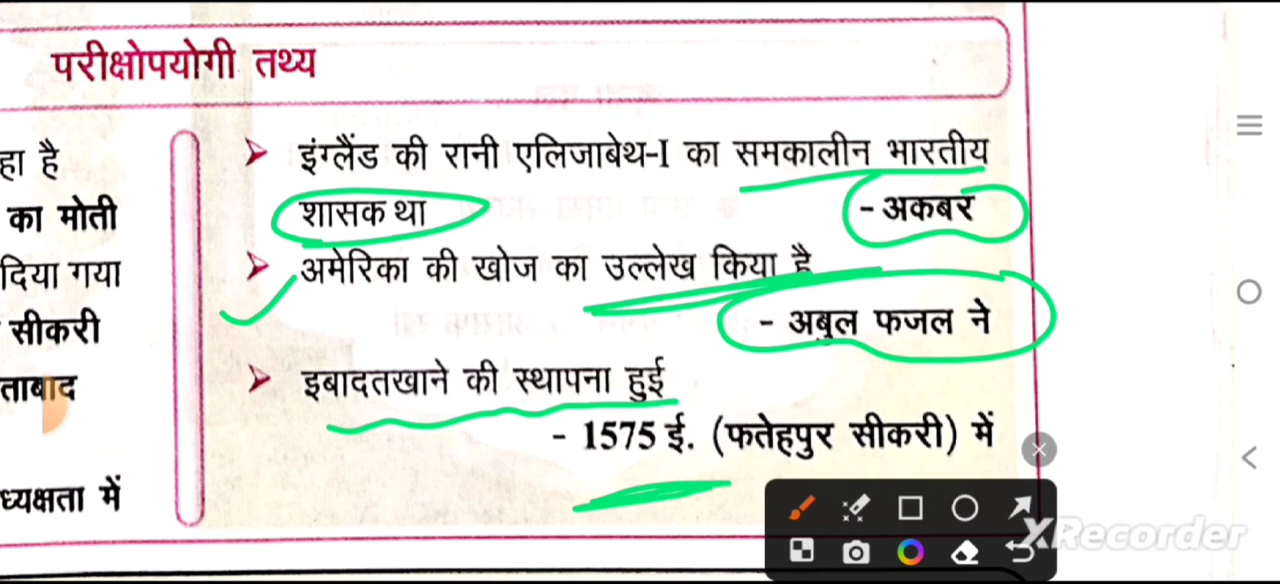 परीक्षोपयोगी तथ्य
हा है
का मोती
दिया गया
सीकरी
ताबाद
ध्यक्षता में
➤ इंग्लैंड की रानी एलिजाबेथ-I का समकालीन भारतीय
शासक था - अकबर
➤ अमेरिका की खोज का उल्लेख किया है
- अबुल फजल ने
➤ इबादतखाने की स्थापना हुई
- 1575 ई. (फतेहपुर सीकरी) में
XRecorder